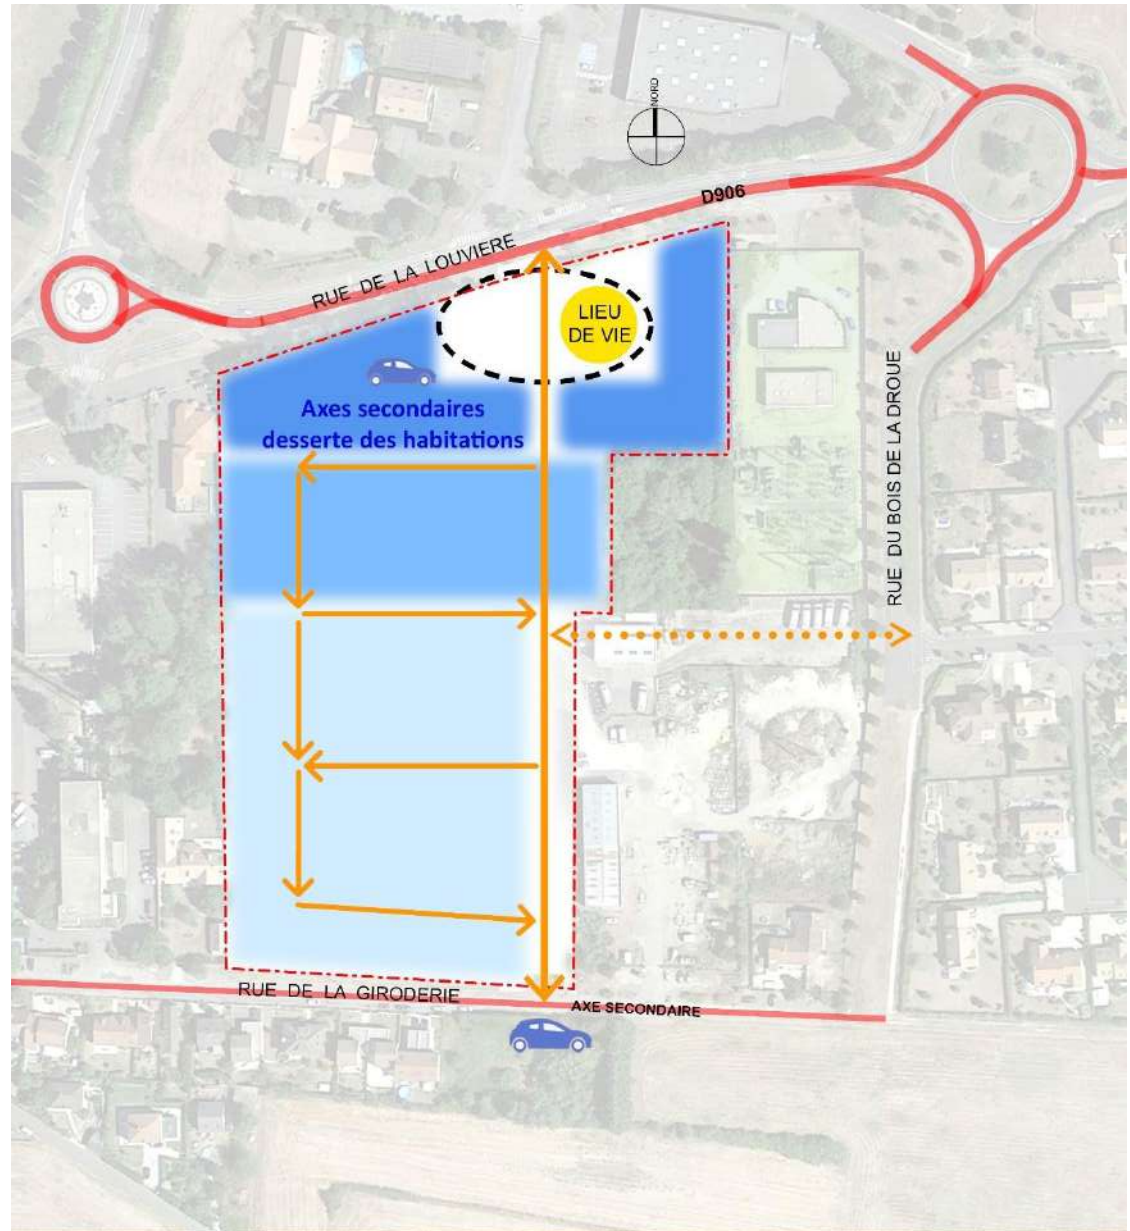 NORD
D906
RUE DE LA LOUVIERE
LIEU
DE VIE
RUE DU BOIS DE LA DROUE
Axes secondaires
desserte des habitations
RUE DE LA GIRODERIE
AXE SECONDAIRE